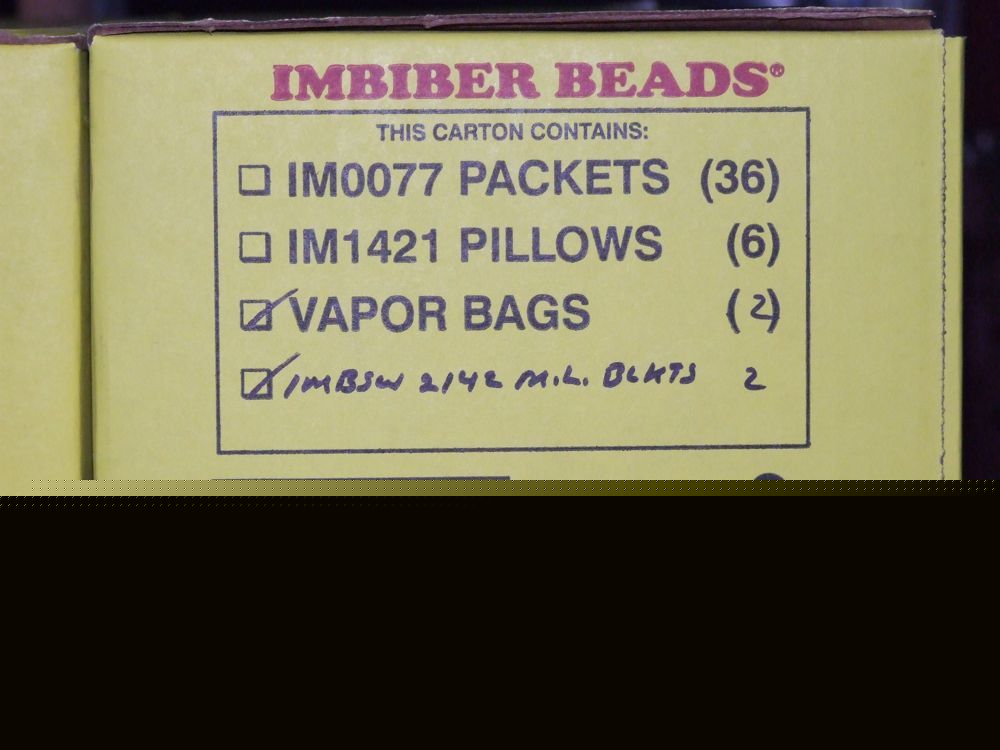 IMBIBER BEADS®
THIS CARTON CONTAINS:
IM0077 PACKETS (36)
IM1421 PILLOWS (6)
VAPOR BAGS (2)
IMBSW 2142 M.L. BLKTS 2